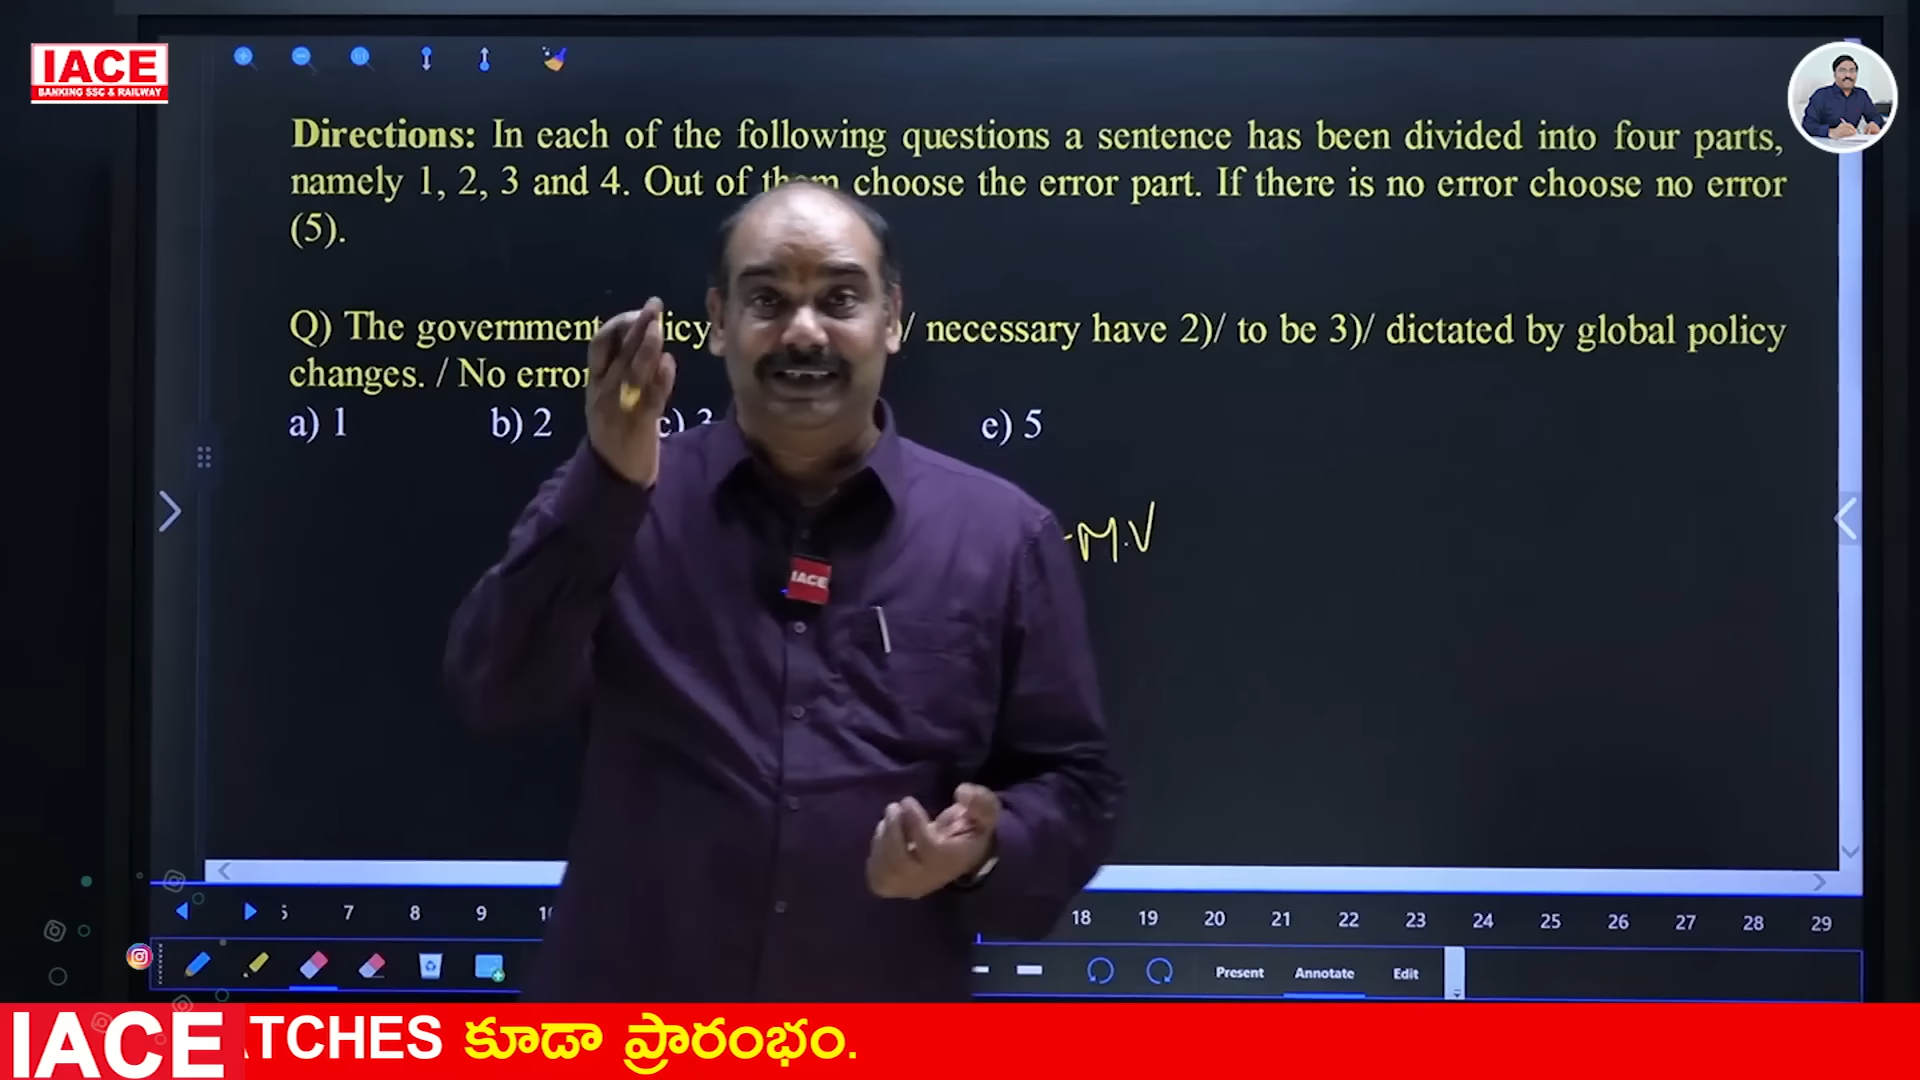 IACE
BANKING SSC & RAILWAY
Directions: In each of the following questions a sentence has been divided into four parts,
namely 1, 2, 3 and 4. Out of them choose the error part. If there is no error choose no error
(5).
Q) The government / necessary have 2)/ to be 3)/ dictated by global policy
changes. / No error
a) 1 b) 2 c) 3 e) 5
-M.V
IACE
7 8 9 18 19 20 21 22 23 24 25 26 27 28 29
Present Annotate Edit
IACE ATCHES కూడా ప్రారంభం.